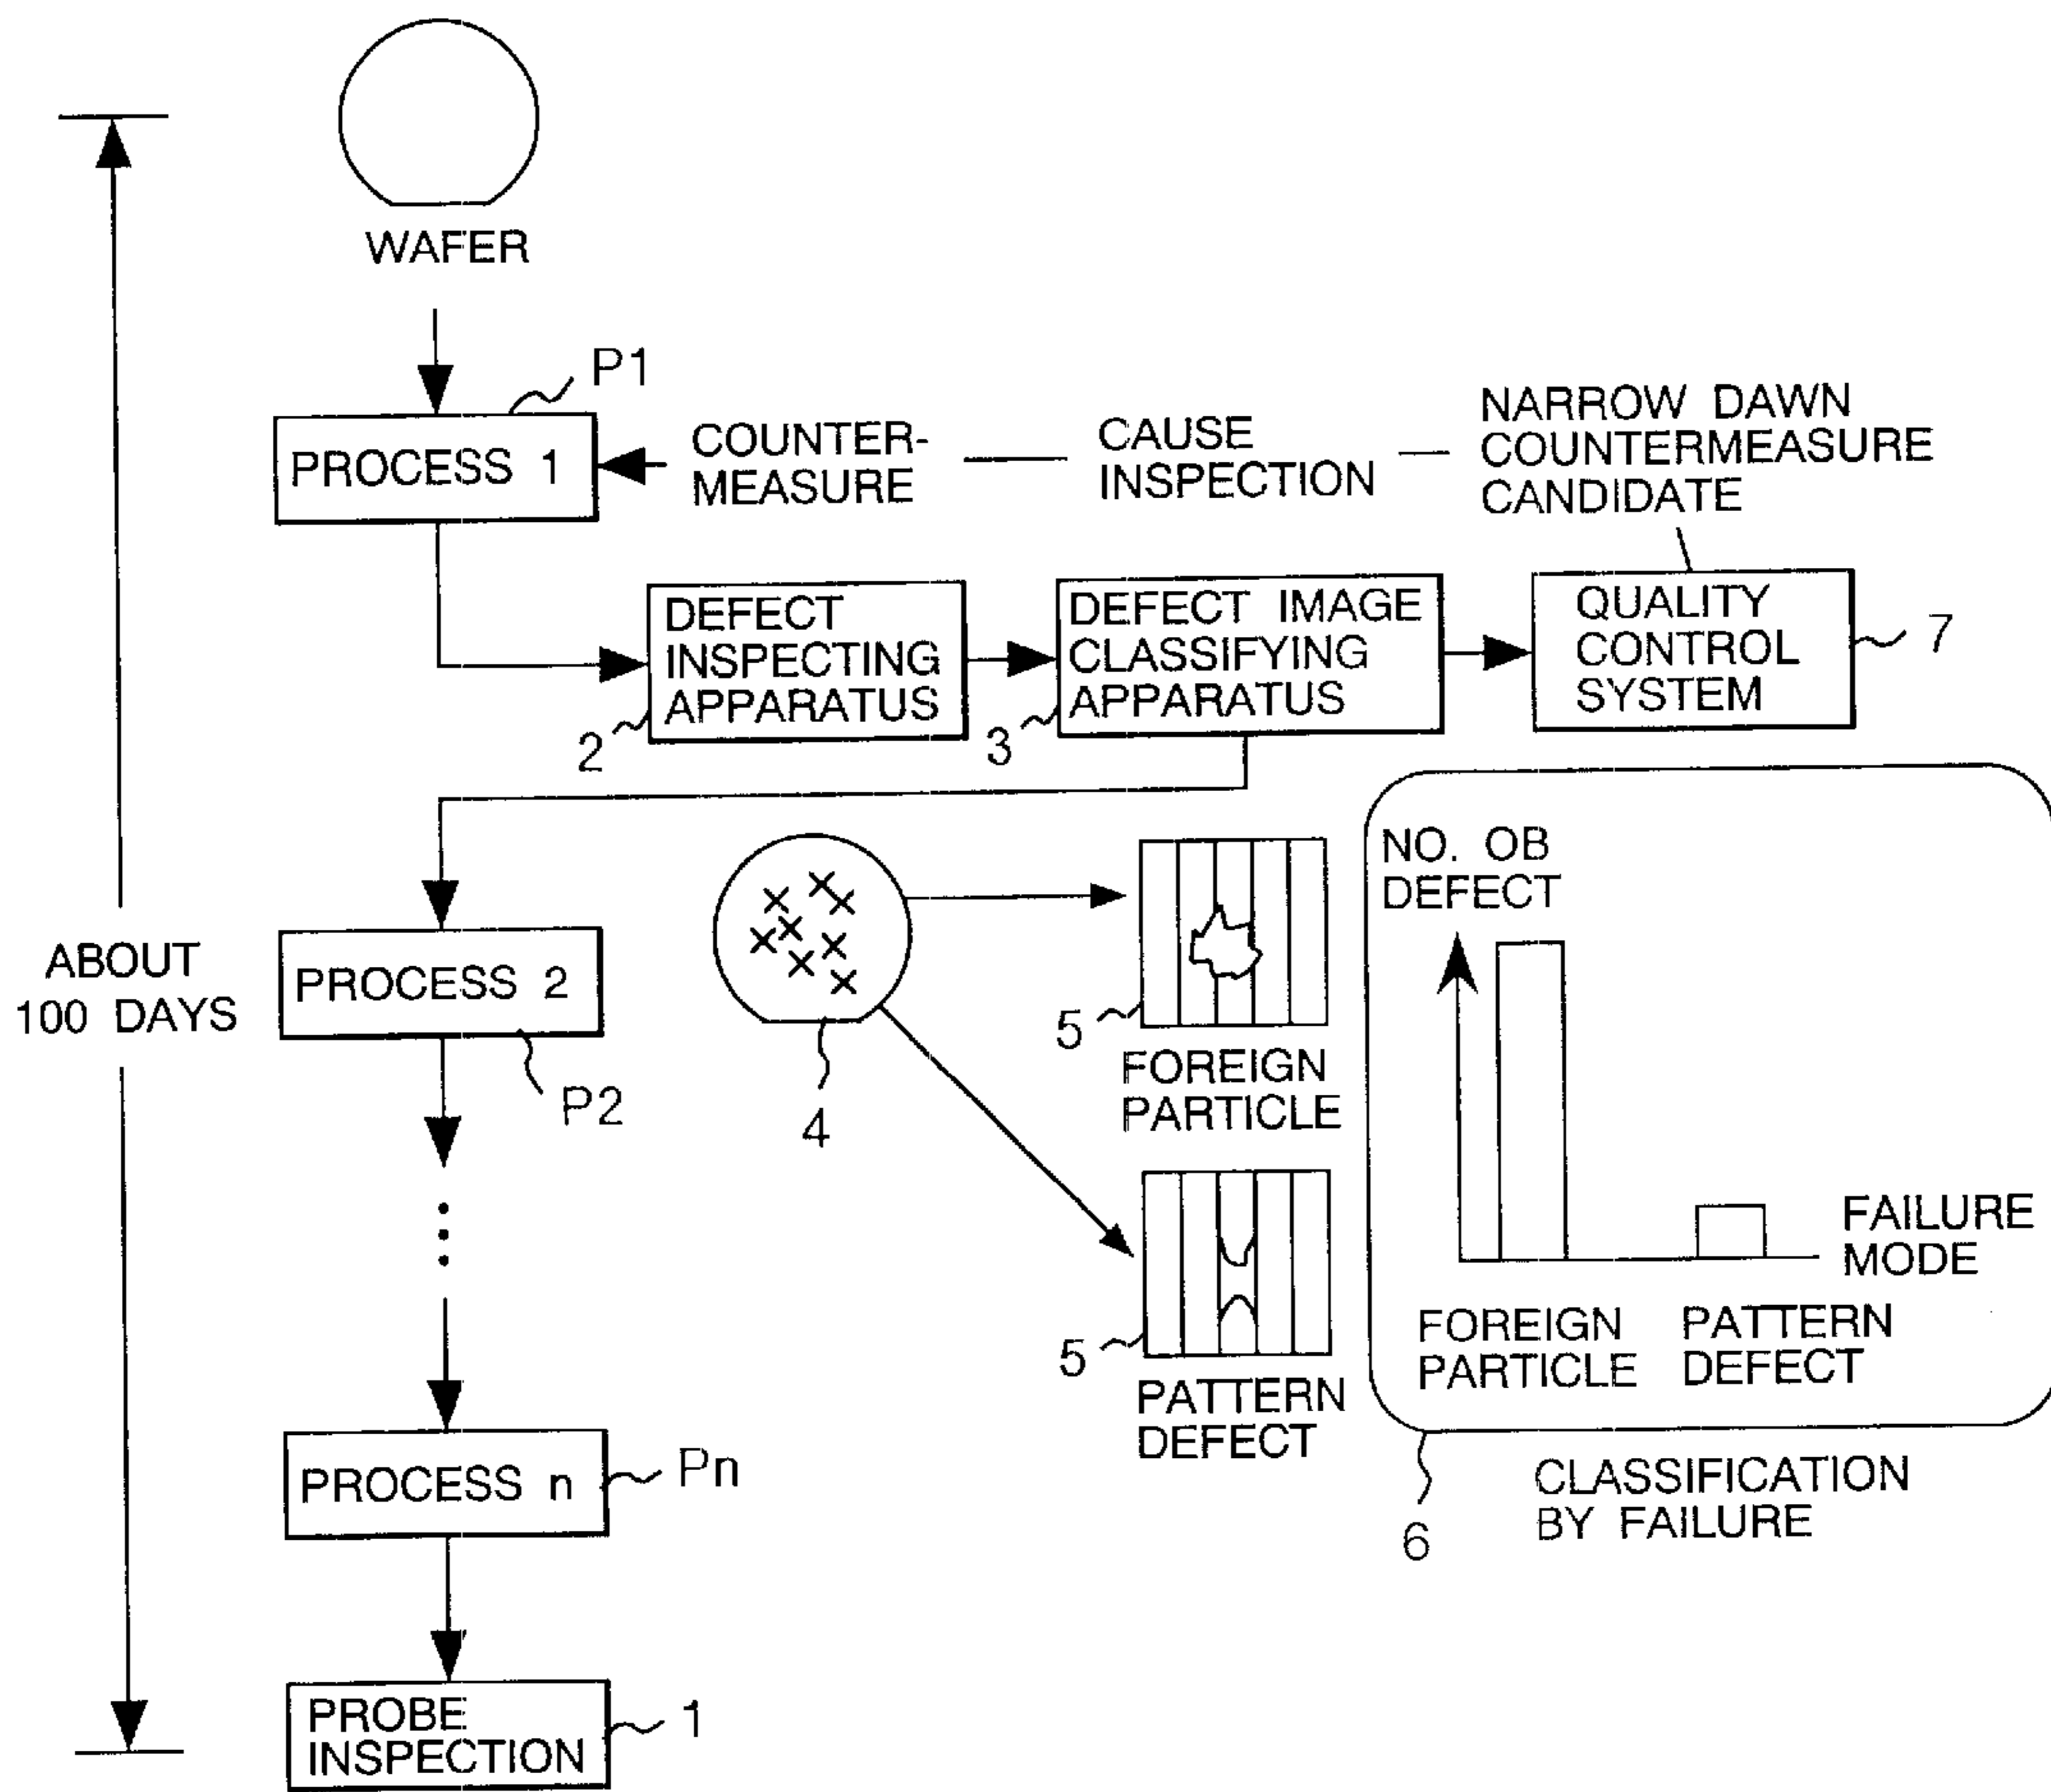 WAFER
P1
PROCESS 1
COUNTER-
MEASURE
CAUSE
INSPECTION
NARROW DAWN
COUNTERMEASURE
CANDIDATE
DEFECT
INSPECTING
APPARATUS
2
DEFECT IMAGE
CLASSIFYING
APPARATUS
3
QUALITY
CONTROL
SYSTEM
7
ABOUT
100 DAYS
PROCESS 2
P2
4
5
FOREIGN
PARTICLE
5
PATTERN
DEFECT
NO. OB
DEFECT
FAILURE
MODE
FOREIGN
PARTICLE
PATTERN
DEFECT
6
CLASSIFICATION
BY FAILURE
PROCESS n
Pn
PROBE
INSPECTION
1